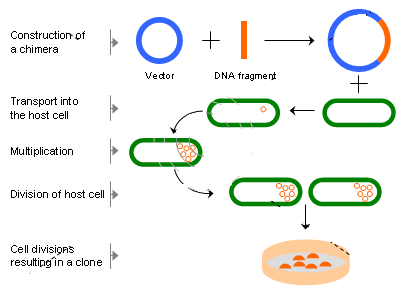 Construction of
a chimera
Vector
DNA fragment
Transport into
the host cell
Multiplication
Division of host cell
Cell divisions
resulting in a clone